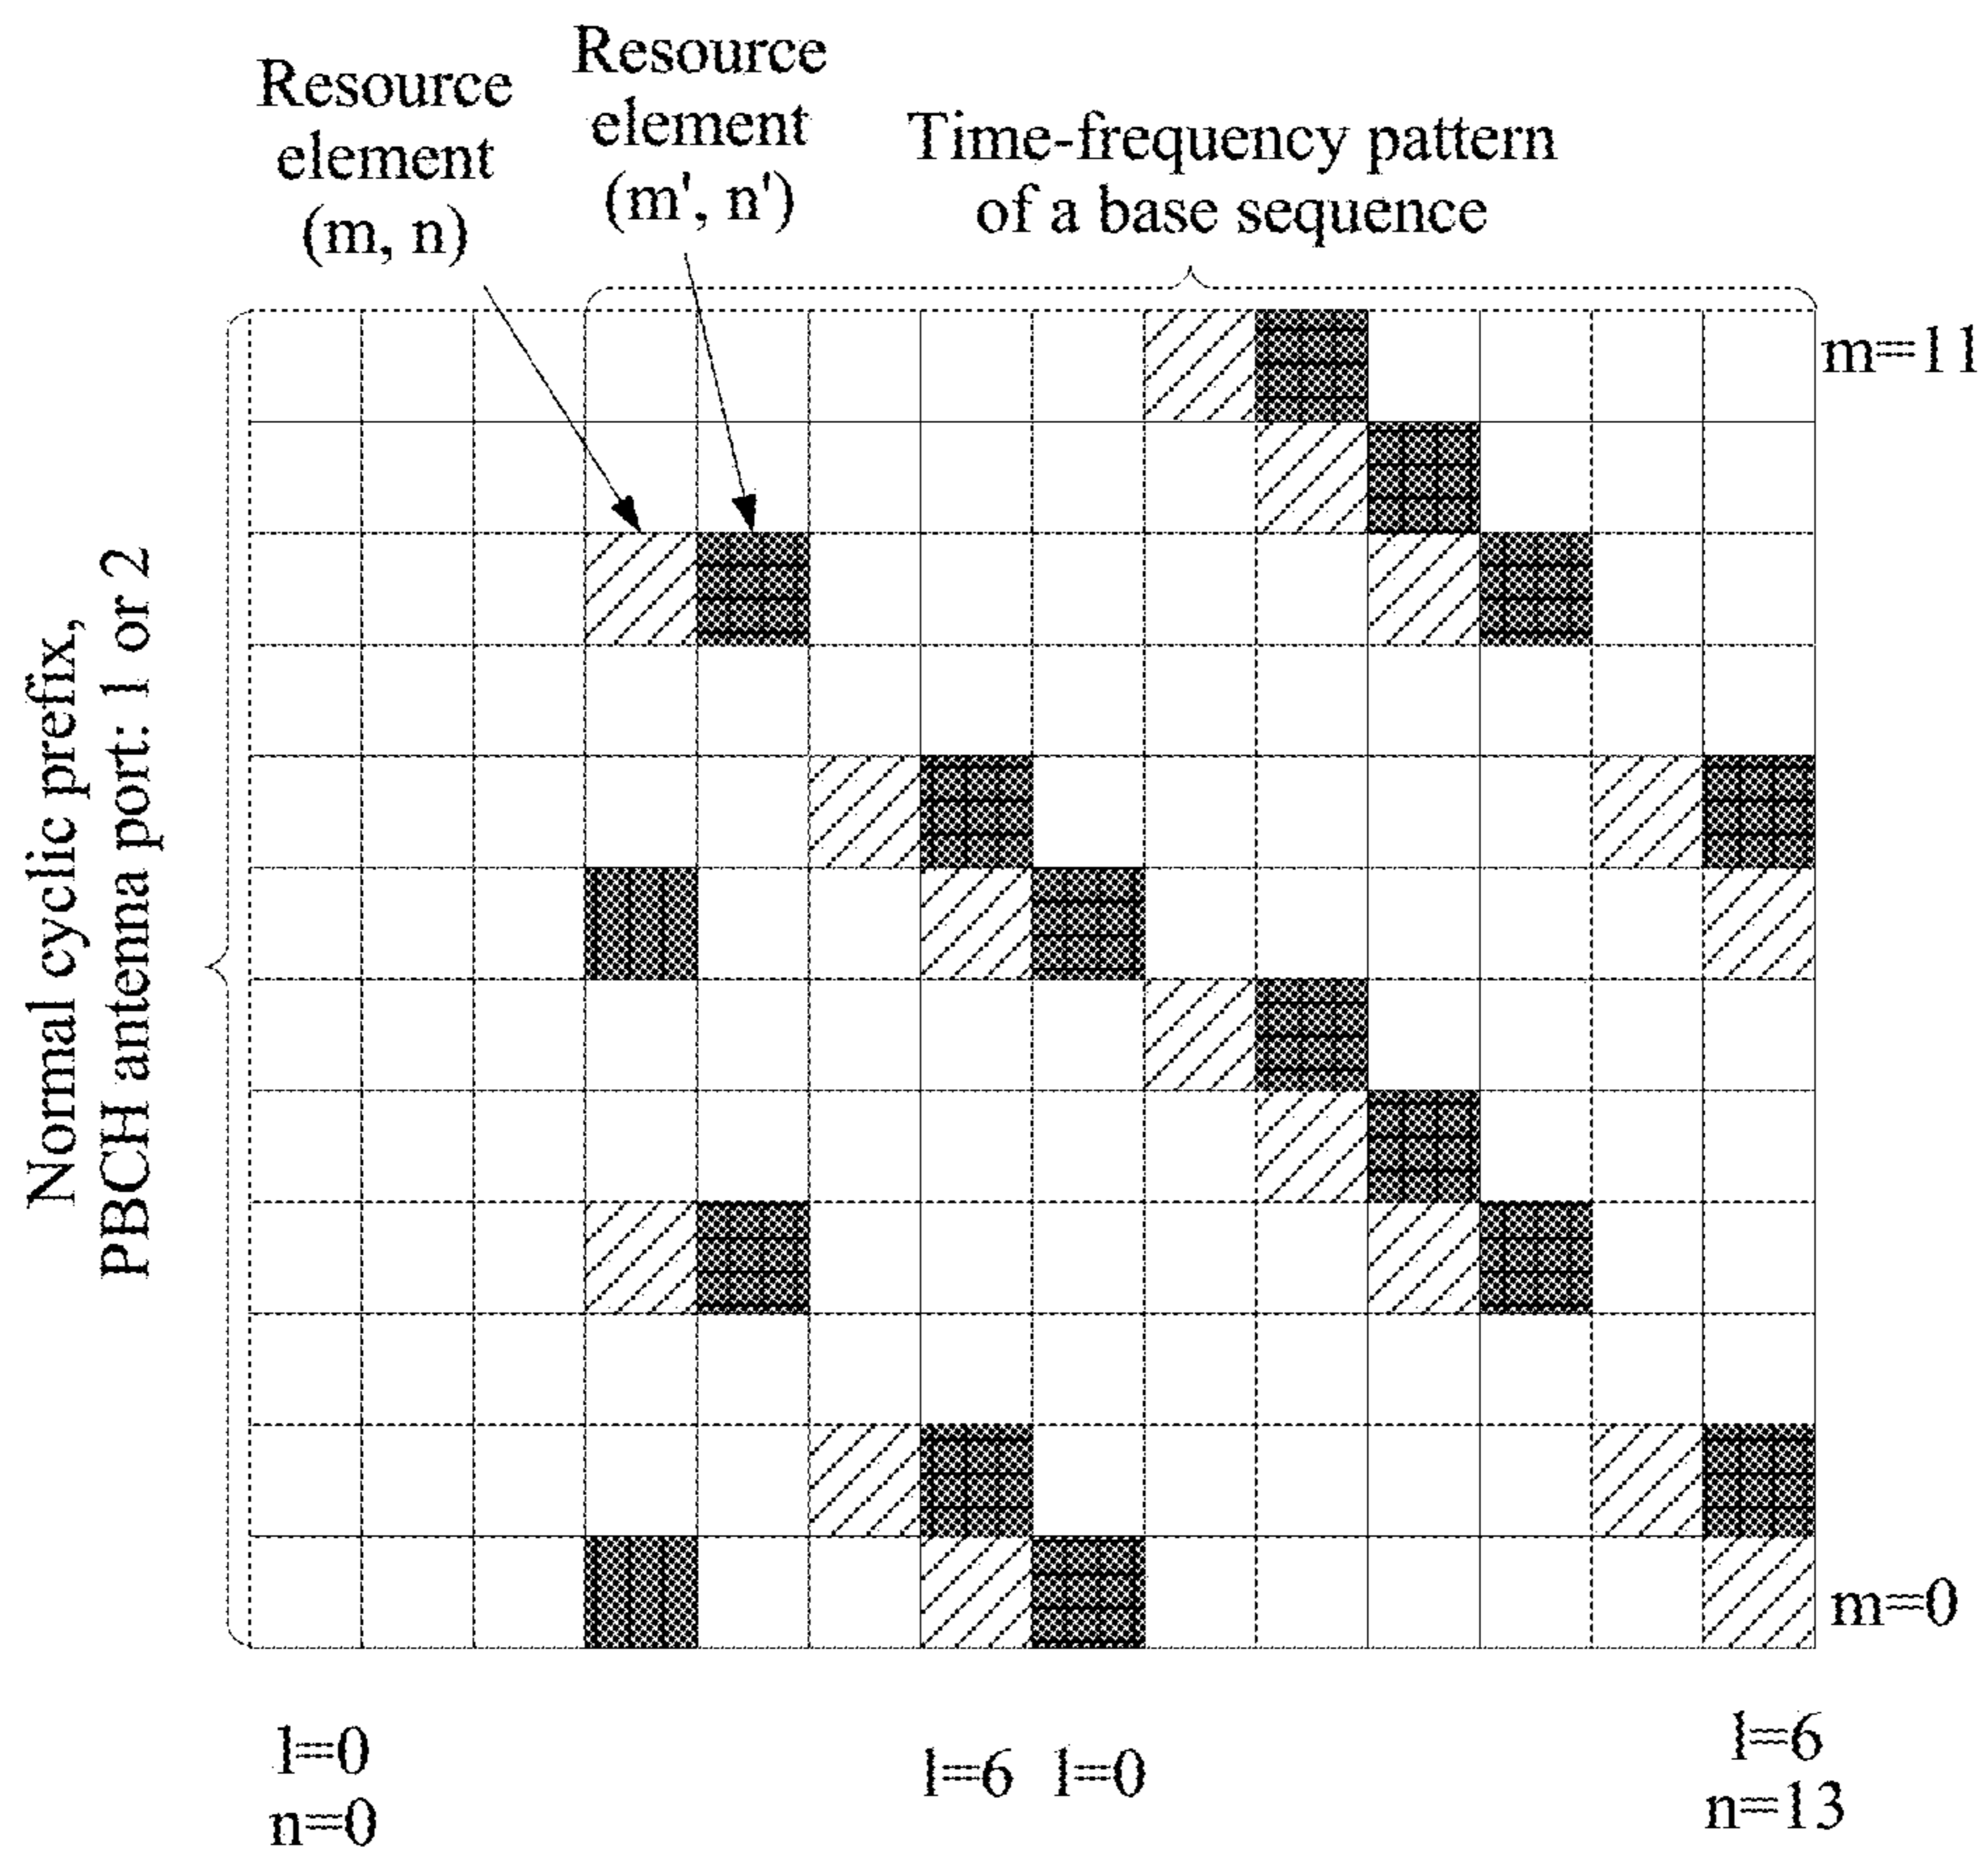 Resource
element
(m, n)
Resource
element
(m', n')
Time-frequency pattern
of a base sequence
m=11
Normal cyclic prefix,
PBCH antenna port: 1 or 2
m=0
l=0
n=0
l=6
l=0
l=6
n=13